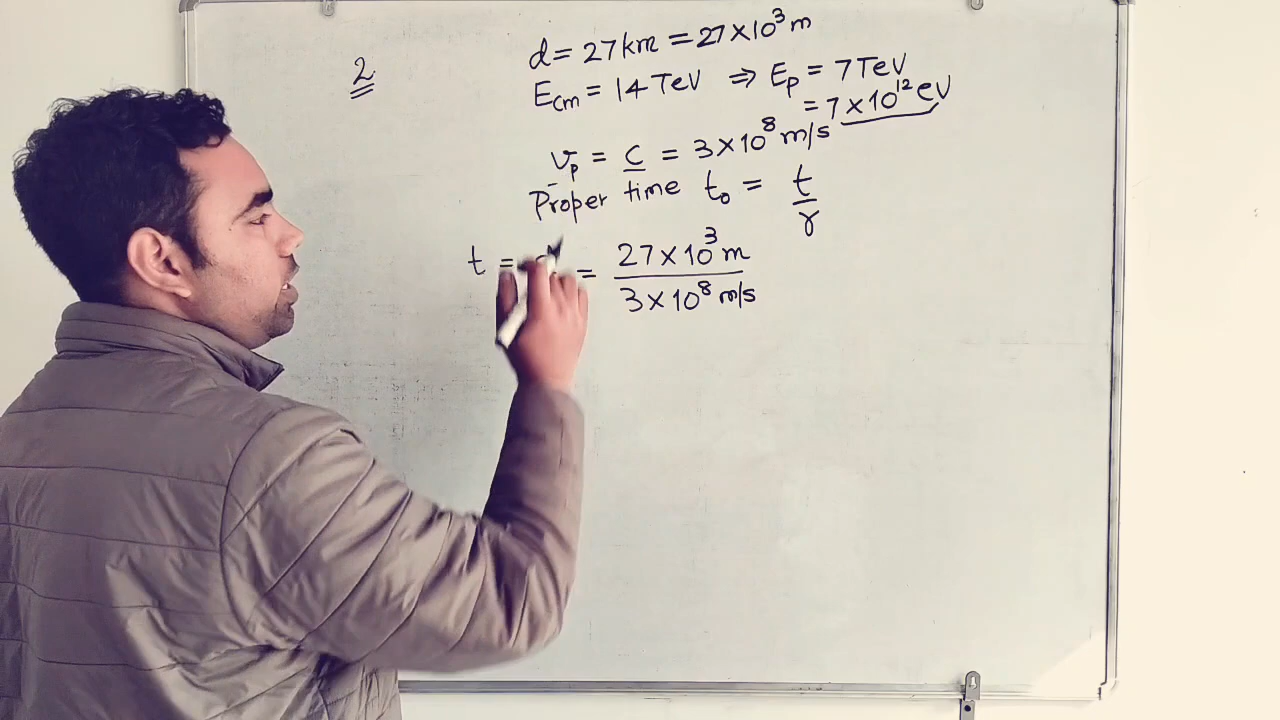 2
d = 27 km = 27 × 10³ m
E_cm = 14 TeV ⇒ E_p = 7 TeV
= 7 × 10¹² eV
v_p = c = 3 × 10⁸ m/s
Proper time t₀ = t/γ
t = = 27 × 10³ m / 3 × 10⁸ m/s